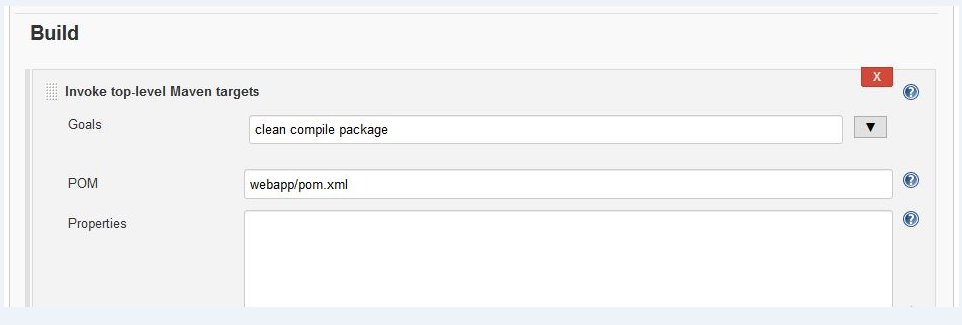 Build
X
Invoke top-level Maven targets
?
Goals
clean compile package
▼
POM
webapp/pom.xml
?
Properties
?